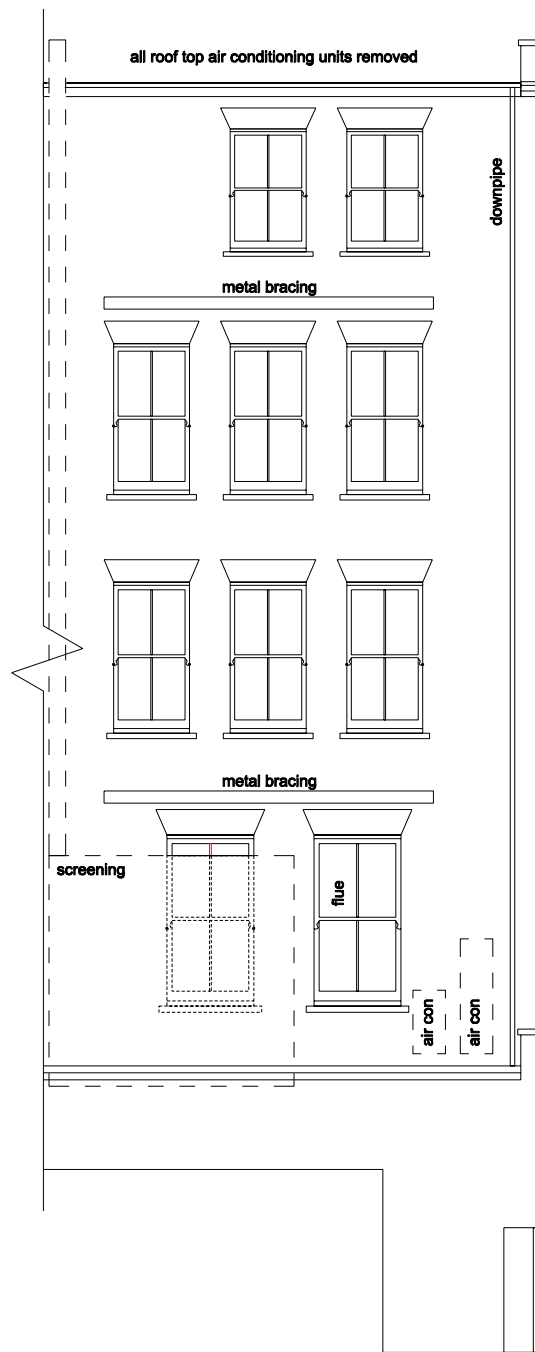 all roof top air conditioning units removed
downpipe
metal bracing
metal bracing
screening
flue
air con
air con